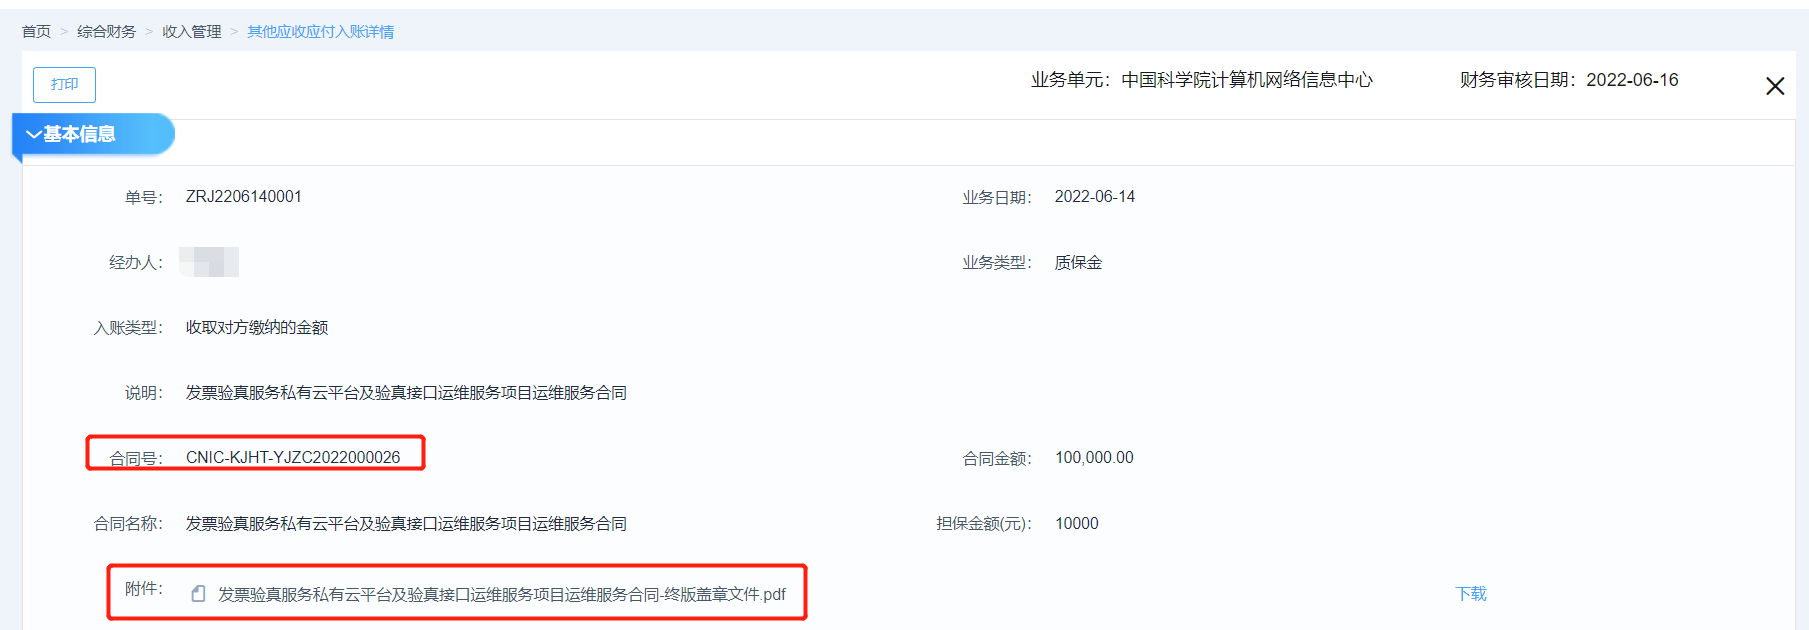 首页 > 综合财务 > 收入管理 > 其他应收应付入账详情
打印
业务单元：中国科学院计算机网络信息中心
财务审核日期：2022-06-16
基本信息
单号：ZRJ2206140001
业务日期：2022-06-14
经办人：
业务类型：质保金
入账类型：收取对方缴纳的金额
说明：发票验真服务私有云平台及验真接口运维服务项目运维服务合同
合同号：CNIC-KJHT-YJZC2022000026
合同金额：100,000.00
合同名称：发票验真服务私有云平台及验真接口运维服务项目运维服务合同
担保金额(元)：10000
附件：发票验真服务私有云平台及验真接口运维服务项目运维服务合同-终版盖章文件.pdf
下载